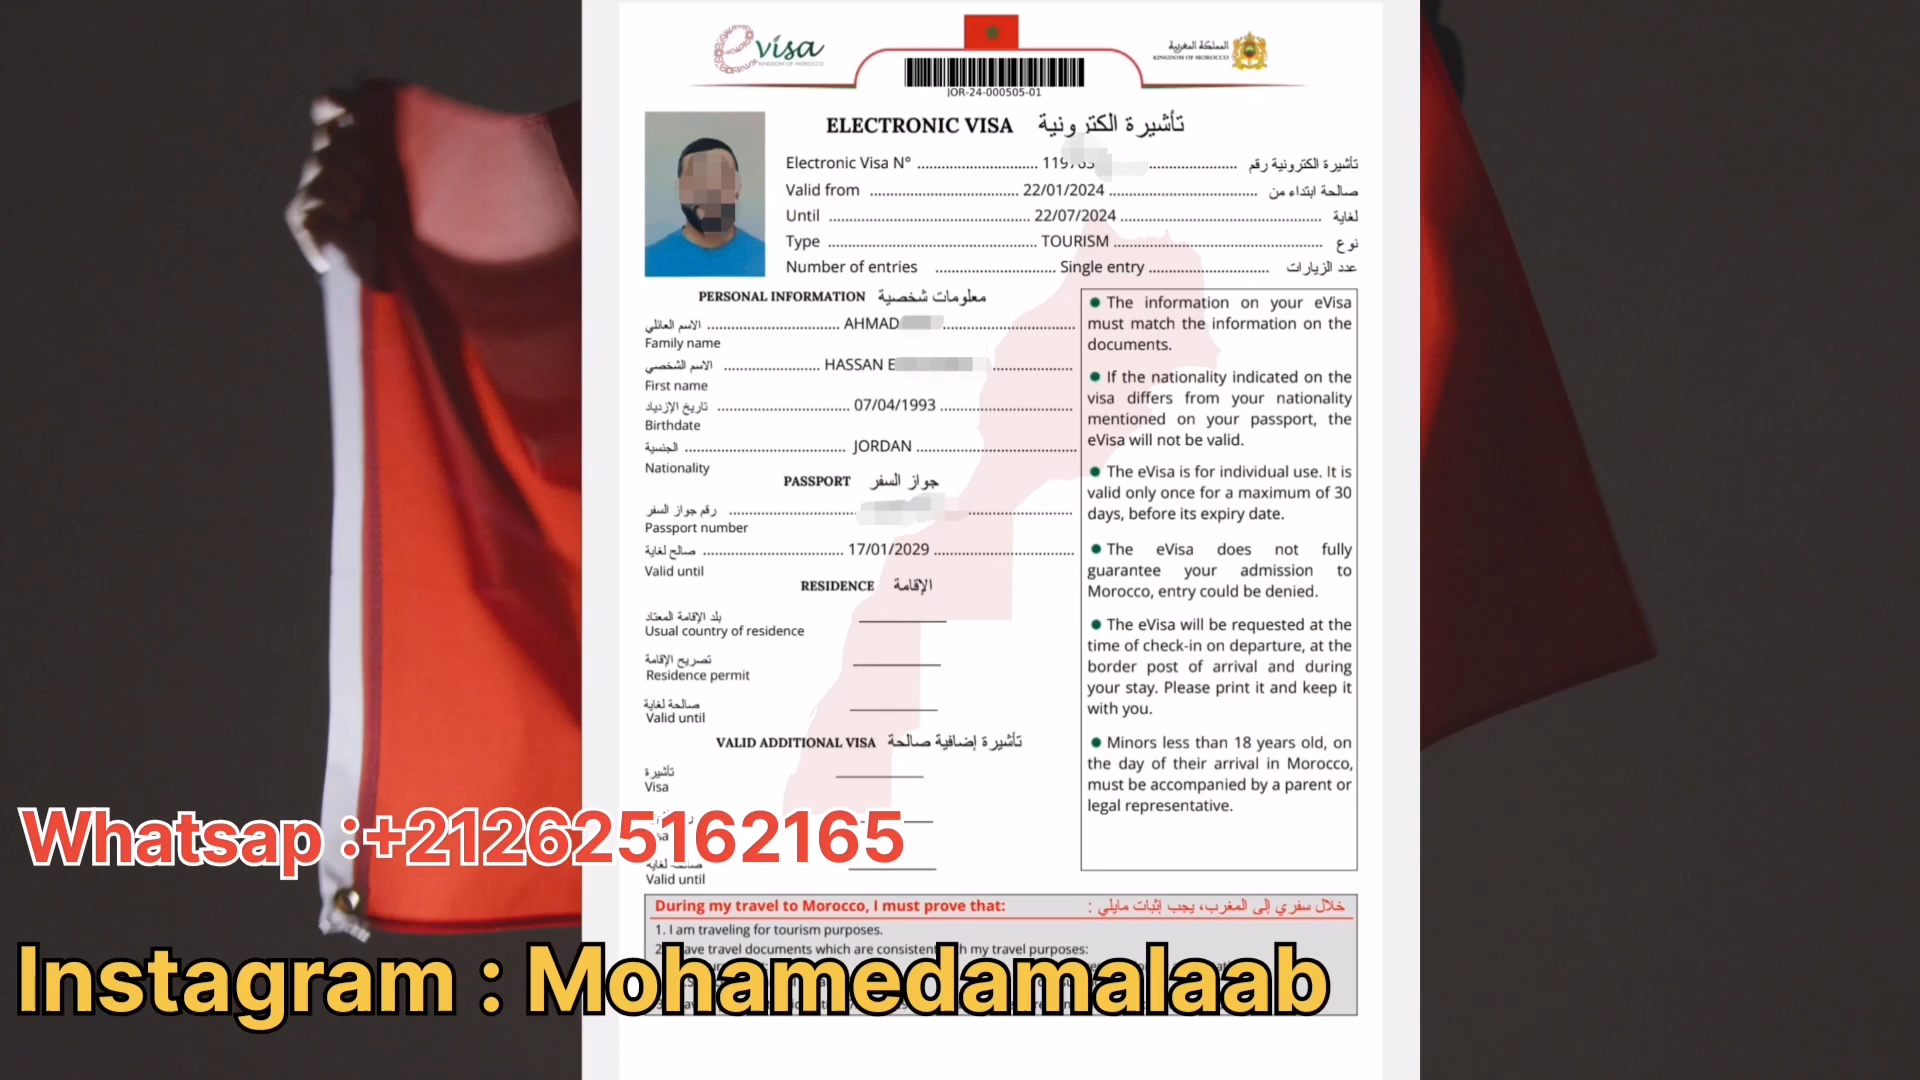 evisa
KINGDOM OF MOROCCO
المملكة المغربية
KINGDOM OF MOROCCO
JOR-24-000505-01
ELECTRONIC VISA تأشيرة الكترونية
Electronic Visa N° تأشيرة الكترونية رقم
Valid from 22/01/2024 صالحة ابتداء من
Until 22/07/2024 لغاية
Type TOURISM نوع
Number of entries Single entry عدد الزيارات
PERSONAL INFORMATION معلومات شخصية
الاسم العائلي AHMAD
Family name
الاسم الشخصي HASSAN E
First name
تاريخ الإزدياد 07/04/1993
Birthdate
الجنسية JORDAN
Nationality
PASSPORT جواز السفر
رقم جواز السفر
Passport number
صالح لغاية 17/01/2029
Valid until
RESIDENCE الإقامة
بلد الإقامة المعتاد
Usual country of residence
تصريح الإقامة
Residence permit
صالحة لغاية
Valid until
VALID ADDITIONAL VISA تأشيرة إضافية صالحة
تأشيرة
Visa
Valid until
The information on your eVisa
must match the information on the
documents.
If the nationality indicated on the
visa differs from your nationality
mentioned on your passport, the
eVisa will not be valid.
The eVisa is for individual use. It is
valid only once for a maximum of 30
days, before its expiry date.
The eVisa does not fully
guarantee your admission to
Morocco, entry could be denied.
The eVisa will be requested at the
time of check-in on departure, at the
border post of arrival and during
your stay. Please print it and keep it
with you.
Minors less than 18 years old, on
the day of their arrival in Morocco,
must be accompanied by a parent or
legal representative.
Whatsap :+212625162165
During my travel to Morocco, I must prove that: خلال سفري إلى المغرب، يجب إثبات مايلي :
1. I am traveling for tourism purposes.
travel documents which are my travel purposes:
Instagram : Mohamedamalaab